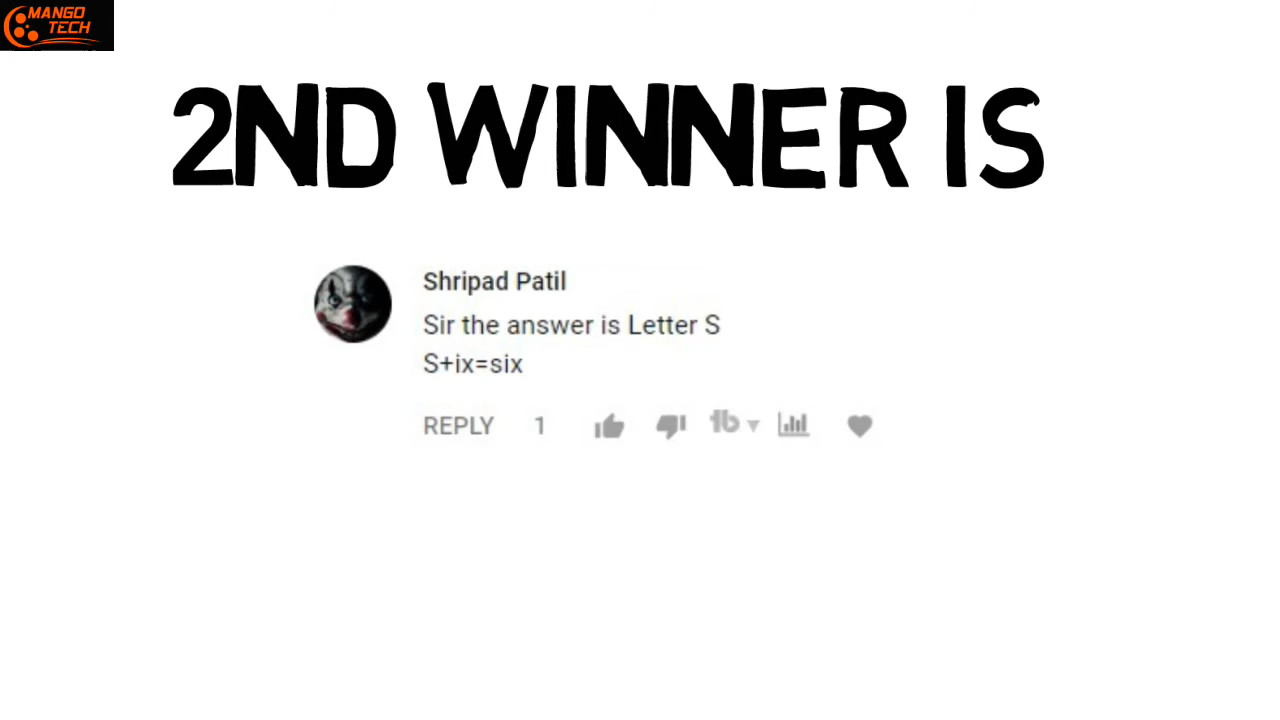 MANGO
TECH
2ND WINNER IS
Shripad Patil
Sir the answer is Letter S
S+ix=six
REPLY 1